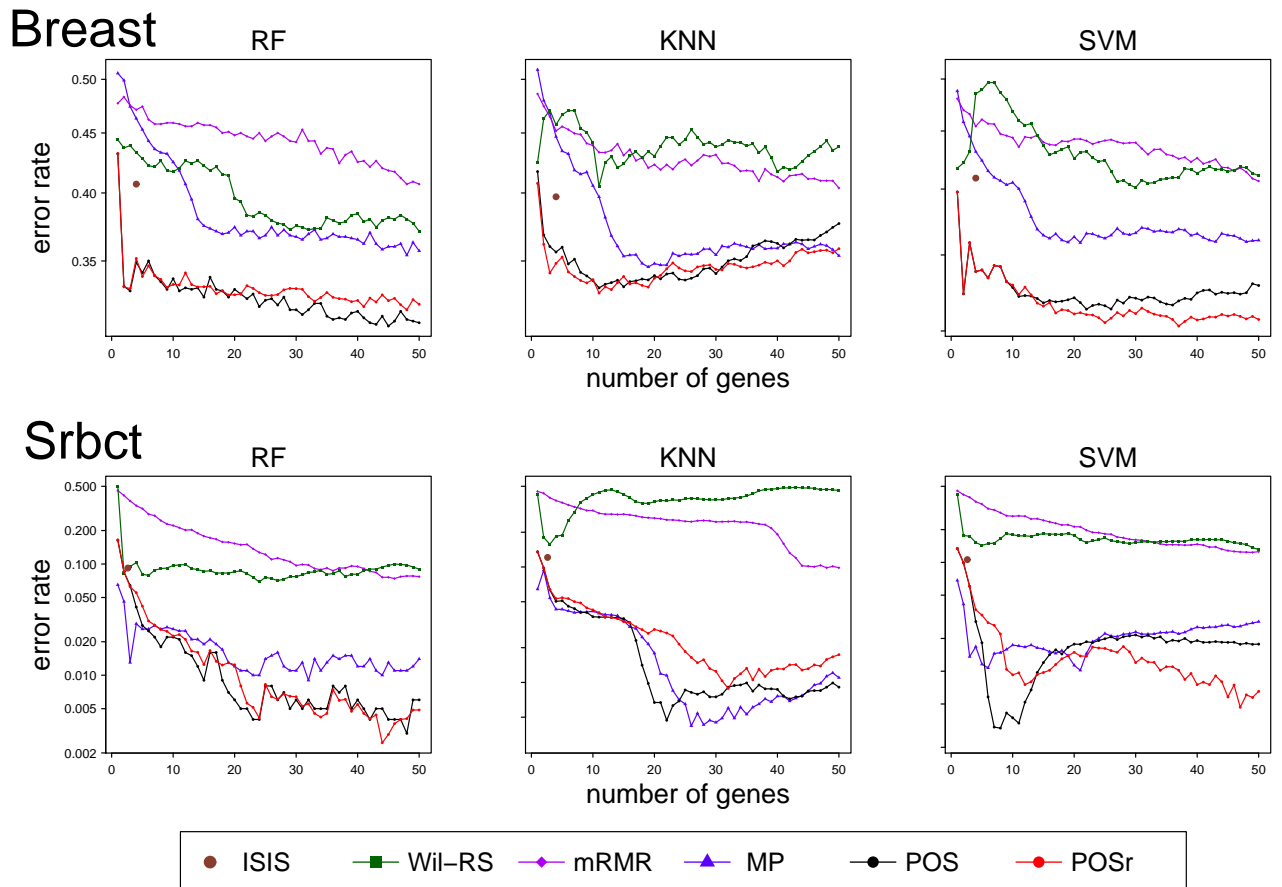 Breast
RF
KNN
SVM
error rate
0.50
0.45
0.40
0.35
0 10 20 30 40 50
0 10 20 30 40 50
0 10 20 30 40 50
number of genes
Srbct
RF
KNN
SVM
error rate
0.500
0.200
0.100
0.050
0.020
0.010
0.005
0.002
0 10 20 30 40 50
0 10 20 30 40 50
0 10 20 30 40 50
number of genes
ISIS Wil−RS mRMR MP POS POSr